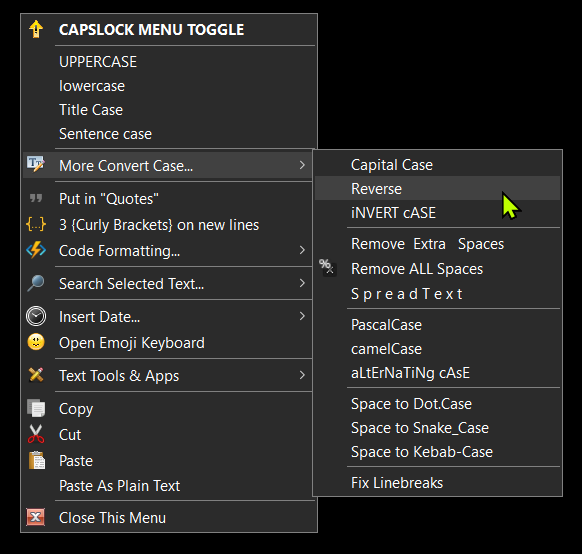 CAPSLOCK MENU TOGGLE
UPPERCASE
lowercase
Title Case
Sentence case
More Convert Case...
Put in "Quotes"
3 {Curly Brackets} on new lines
Code Formatting...
Search Selected Text...
Insert Date...
Open Emoji Keyboard
Text Tools & Apps
Copy
Cut
Paste
Paste As Plain Text
Close This Menu
Capital Case
Reverse
iNVERT cASE
Remove  Extra   Spaces
Remove ALL Spaces
S p r e a d T e x t
PascalCase
camelCase
aLtErNaTiNg cAsE
Space to Dot.Case
Space to Snake_Case
Space to Kebab-Case
Fix Linebreaks